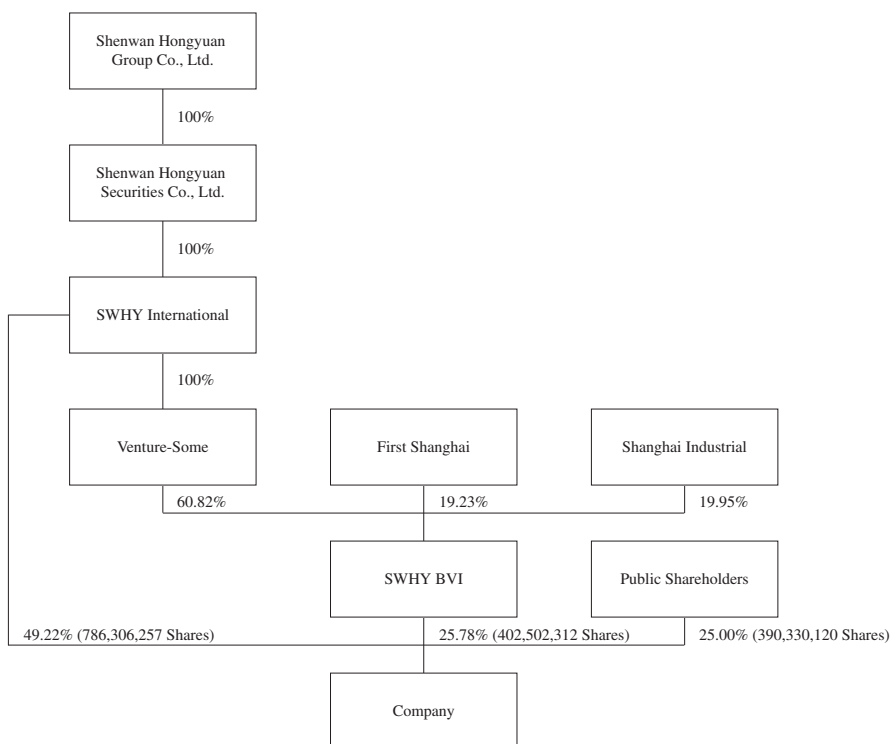 Shenwan Hongyuan
Group Co., Ltd.
100%
Shenwan Hongyuan
Securities Co., Ltd.
100%
SWHY International
100%
Venture-Some
First Shanghai
Shanghai Industrial
60.82%
19.23%
19.95%
SWHY BVI
Public Shareholders
49.22% (786,306,257 Shares)
25.78% (402,502,312 Shares)
25.00% (390,330,120 Shares)
Company